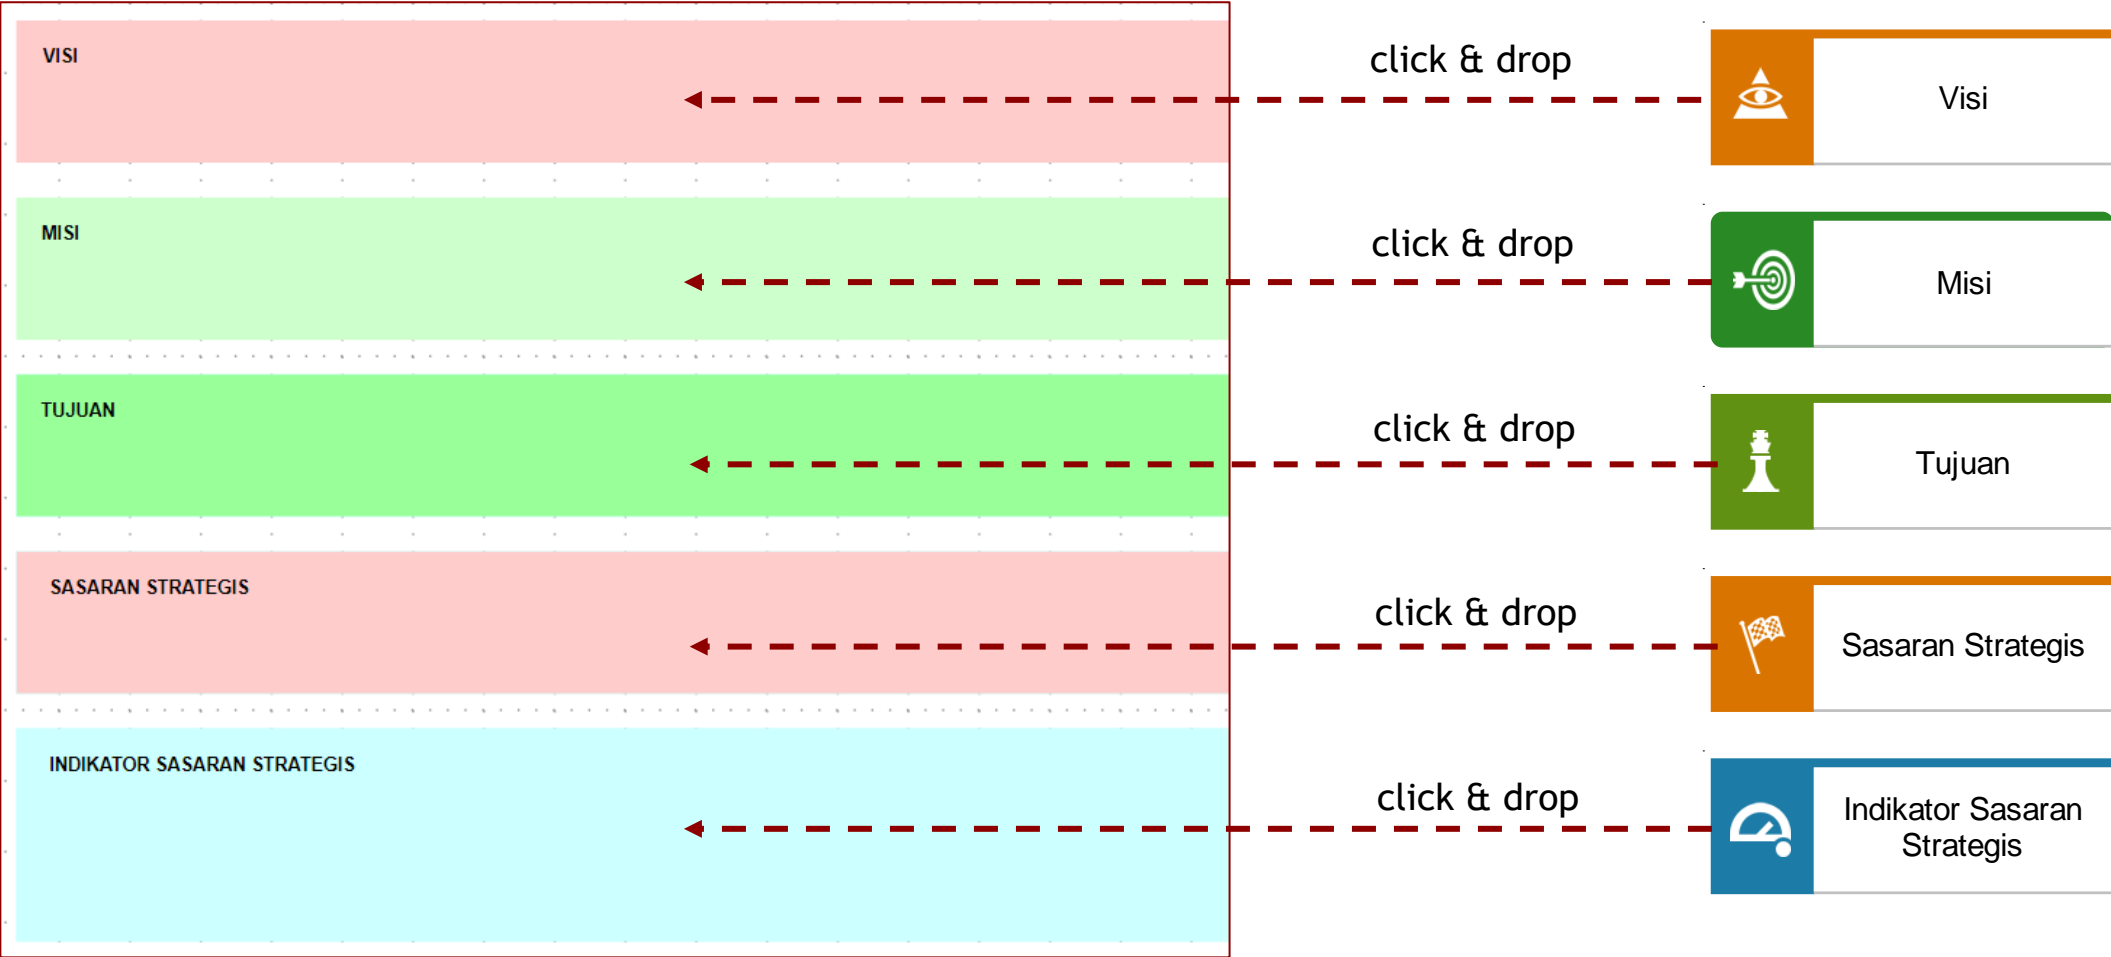 VISI
click & drop
Visi
MISI
click & drop
Misi
TUJUAN
click & drop
Tujuan
SASARAN STRATEGIS
click & drop
Sasaran Strategis
INDIKATOR SASARAN STRATEGIS
click & drop
Indikator Sasaran
Strategis